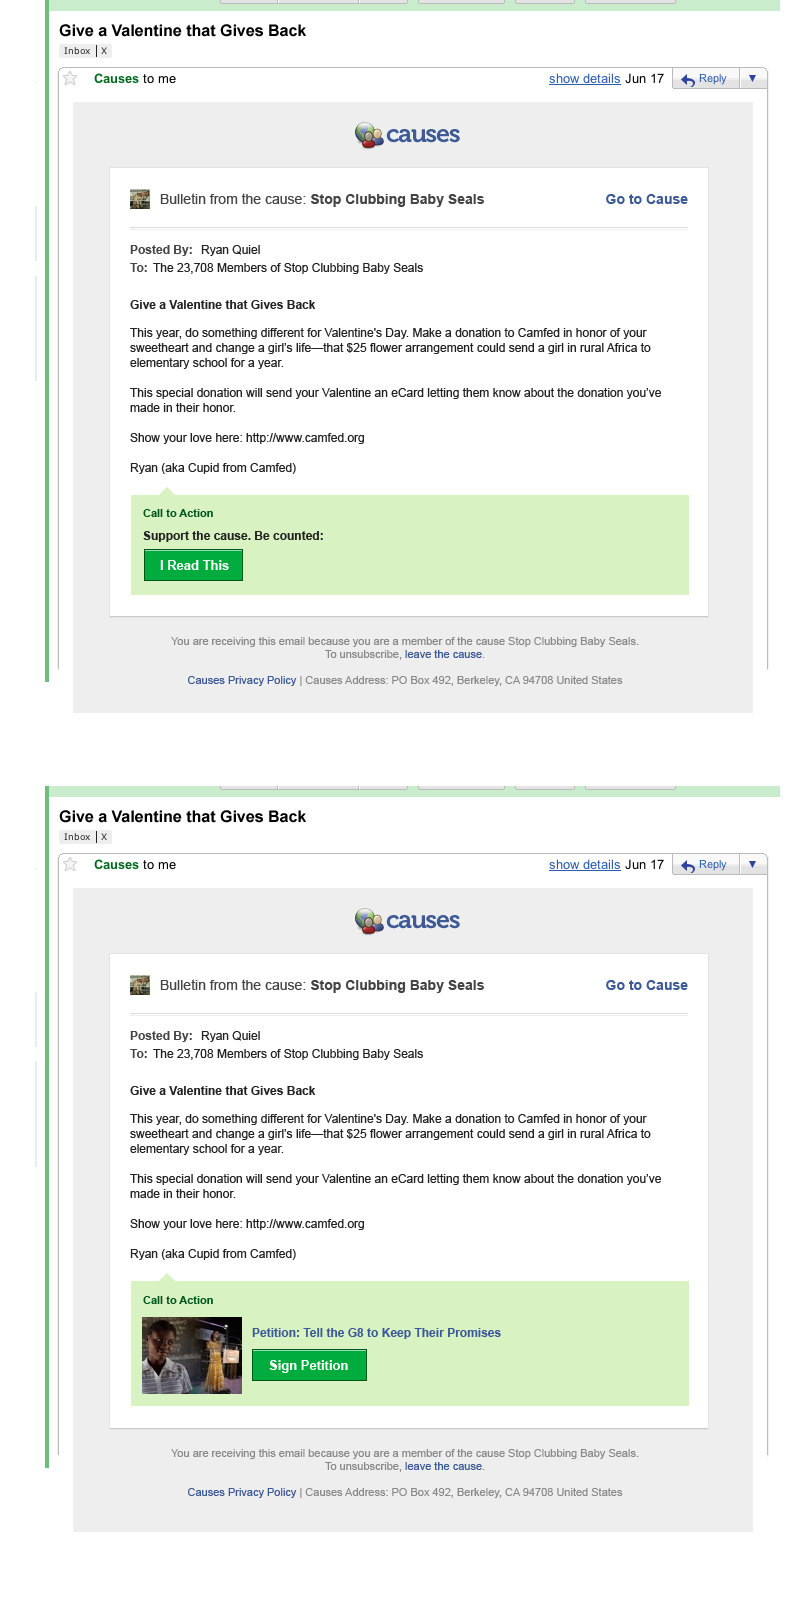 Give a Valentine that Gives Back
Inbox | X
Causes to me show details Jun 17 Reply
causes
Bulletin from the cause: Stop Clubbing Baby Seals Go to Cause
Posted By: Ryan Quiel
To: The 23,708 Members of Stop Clubbing Baby Seals
Give a Valentine that Gives Back
This year, do something different for Valentine's Day. Make a donation to Camfed in honor of your
sweetheart and change a girl's life—that $25 flower arrangement could send a girl in rural Africa to
elementary school for a year.
This special donation will send your Valentine an eCard letting them know about the donation you've
made in their honor.
Show your love here: http://www.camfed.org
Ryan (aka Cupid from Camfed)
Call to Action
Support the cause. Be counted:
I Read This
You are receiving this email because you are a member of the cause Stop Clubbing Baby Seals.
To unsubscribe, leave the cause.
Causes Privacy Policy | Causes Address: PO Box 492, Berkeley, CA 94708 United States
Give a Valentine that Gives Back
Inbox | X
Causes to me show details Jun 17 Reply
causes
Bulletin from the cause: Stop Clubbing Baby Seals Go to Cause
Posted By: Ryan Quiel
To: The 23,708 Members of Stop Clubbing Baby Seals
Give a Valentine that Gives Back
This year, do something different for Valentine's Day. Make a donation to Camfed in honor of your
sweetheart and change a girl's life—that $25 flower arrangement could send a girl in rural Africa to
elementary school for a year.
This special donation will send your Valentine an eCard letting them know about the donation you've
made in their honor.
Show your love here: http://www.camfed.org
Ryan (aka Cupid from Camfed)
Call to Action
Petition: Tell the G8 to Keep Their Promises
Sign Petition
You are receiving this email because you are a member of the cause Stop Clubbing Baby Seals.
To unsubscribe, leave the cause.
Causes Privacy Policy | Causes Address: PO Box 492, Berkeley, CA 94708 United States